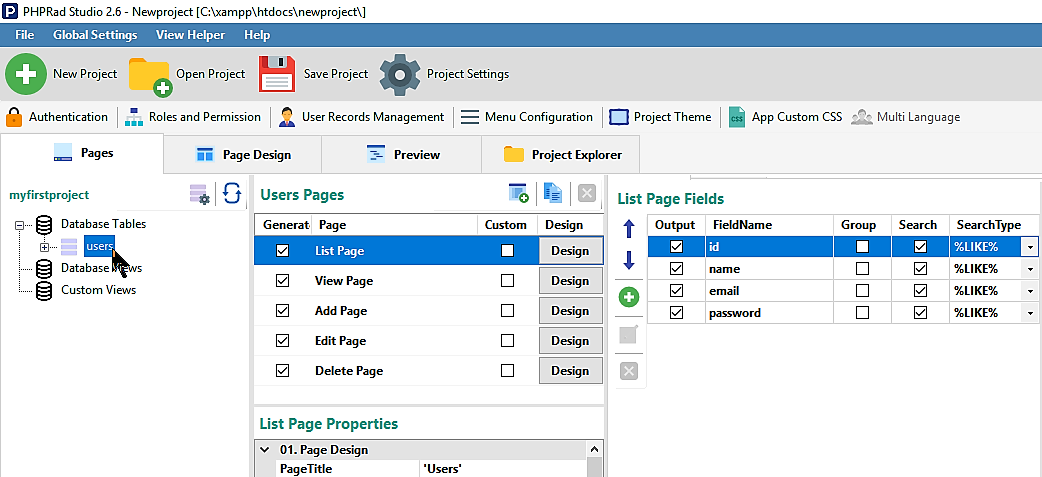 PHPRad Studio 2.6 - Newproject [C:\xampp\htdocs\newproject\]
File Global Settings View Helper Help
New Project Open Project Save Project Project Settings
Authentication Roles and Permission User Records Management Menu Configuration Project Theme CSS App Custom CSS Multi Language
Pages Page Design Preview Project Explorer
myfirstproject
Database Tables
users
Database Views
Custom Views
Users Pages
Generat Page Custom Design
List Page Design
View Page Design
Add Page Design
Edit Page Design
Delete Page Design
List Page Properties
01. Page Design
PageTitle 'Users'
List Page Fields
Output FieldName Group Search SearchType
id %LIKE%
name %LIKE%
email %LIKE%
password %LIKE%